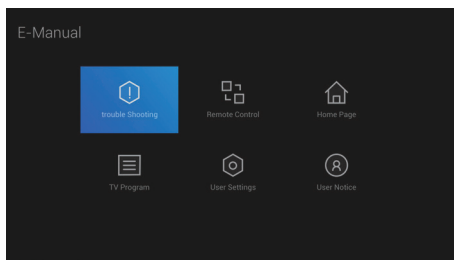 E-Manual
trouble Shooting
Remote Control
Home Page
TV Program
User Settings
User Notice